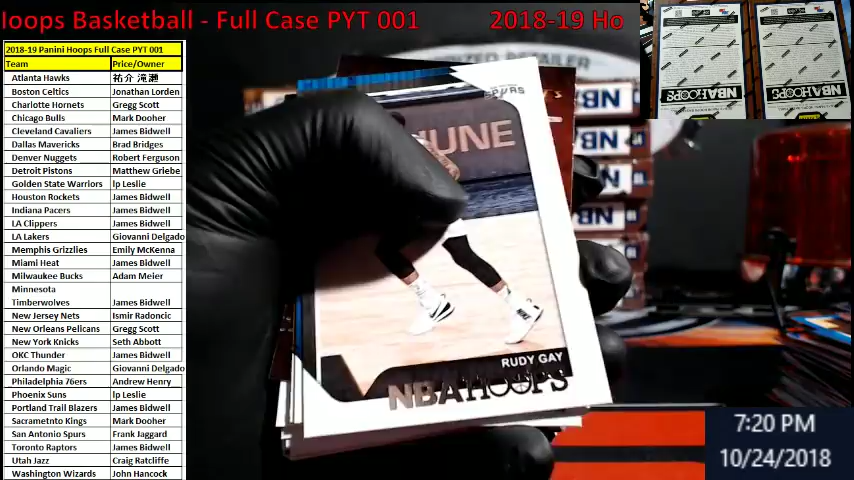 Hoops Basketball - Full Case PYT 001 2018-19 Ho
2018-19 Panini Hoops Full Case PYT 001
Team Price/Owner
Atlanta Hawks 祐介 滝瀬
Boston Celtics Jonathan Lorden
Charlotte Hornets Gregg Scott
Chicago Bulls Mark Dooher
Cleveland Cavaliers James Bidwell
Dallas Mavericks Brad Bridges
Denver Nuggets Robert Ferguson
Detroit Pistons Matthew Griebe
Golden State Warriors lp Leslie
Houston Rockets James Bidwell
Indiana Pacers James Bidwell
LA Clippers James Bidwell
LA Lakers Giovanni Delgado
Memphis Grizzlies Emily McKenna
Miami Heat James Bidwell
Milwaukee Bucks Adam Meier
Minnesota
Timberwolves James Bidwell
New Jersey Nets Ismir Radoncic
New Orleans Pelicans Gregg Scott
New York Knicks Seth Abbott
OKC Thunder James Bidwell
Orlando Magic Giovanni Delgado
Philadelphia 76ers Andrew Henry
Phoenix Suns lp Leslie
Portland Trail Blazers James Bidwell
Sacrametnto Kings Mark Dooher
San Antonio Spurs Frank Jaggard
Toronto Raptors James Bidwell
Utah Jazz Craig Ratcliffe
Washington Wizards John Hancock
SPURS
UNE
RUDY GAY
NBA HOOPS
NBA HOOPS
NBA HOOPS
7:20 PM
10/24/2018